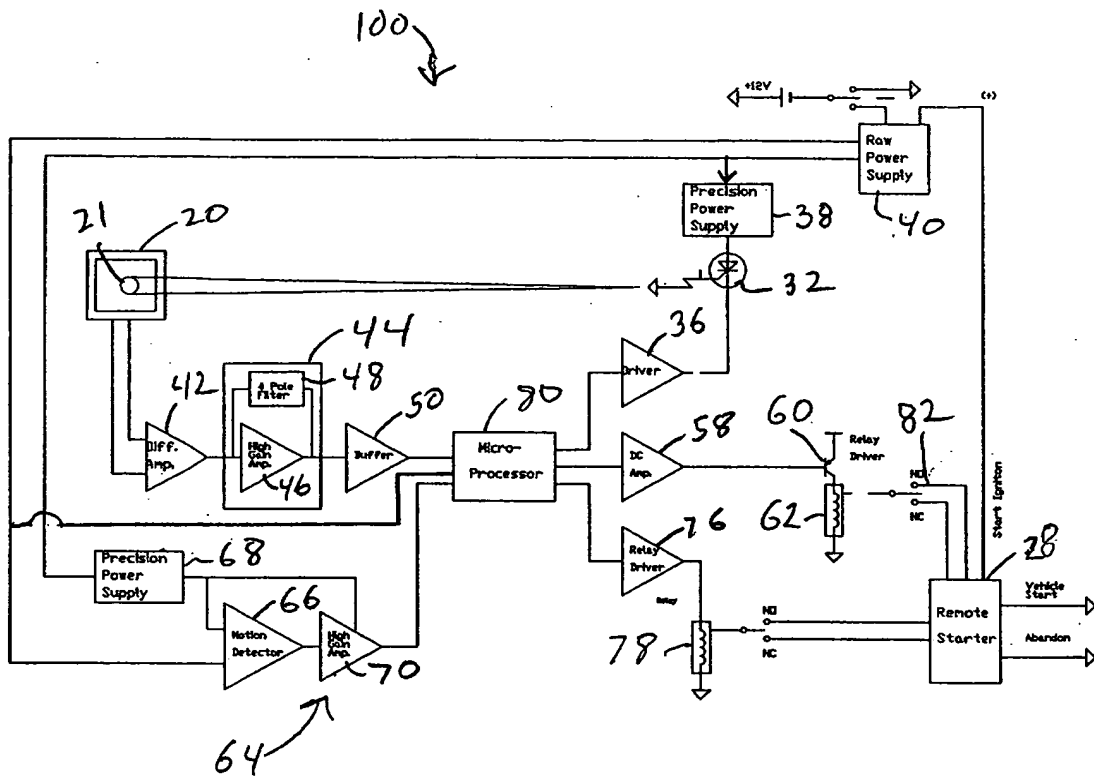 100
+12V
(+)
Raw
Power
Supply
40
Precision
Power
Supply
38
21
20
32
44
36
42
48
4 Pole
Filter
50
80
Driver
Diff.
Amp.
High
Gain
Amp.
46
Buffer
Micro-
Processor
58
DC
Amp.
60
Relay
Driver
82
NO
NC
62
Start Igniton
Precision
Power
Supply
68
76
Relay
Driver
Relay
28
66
Motion
Detector
High
Gain
Amp.
70
78
NO
NC
Remote
Starter
Vehicle
Start
Abandon
64